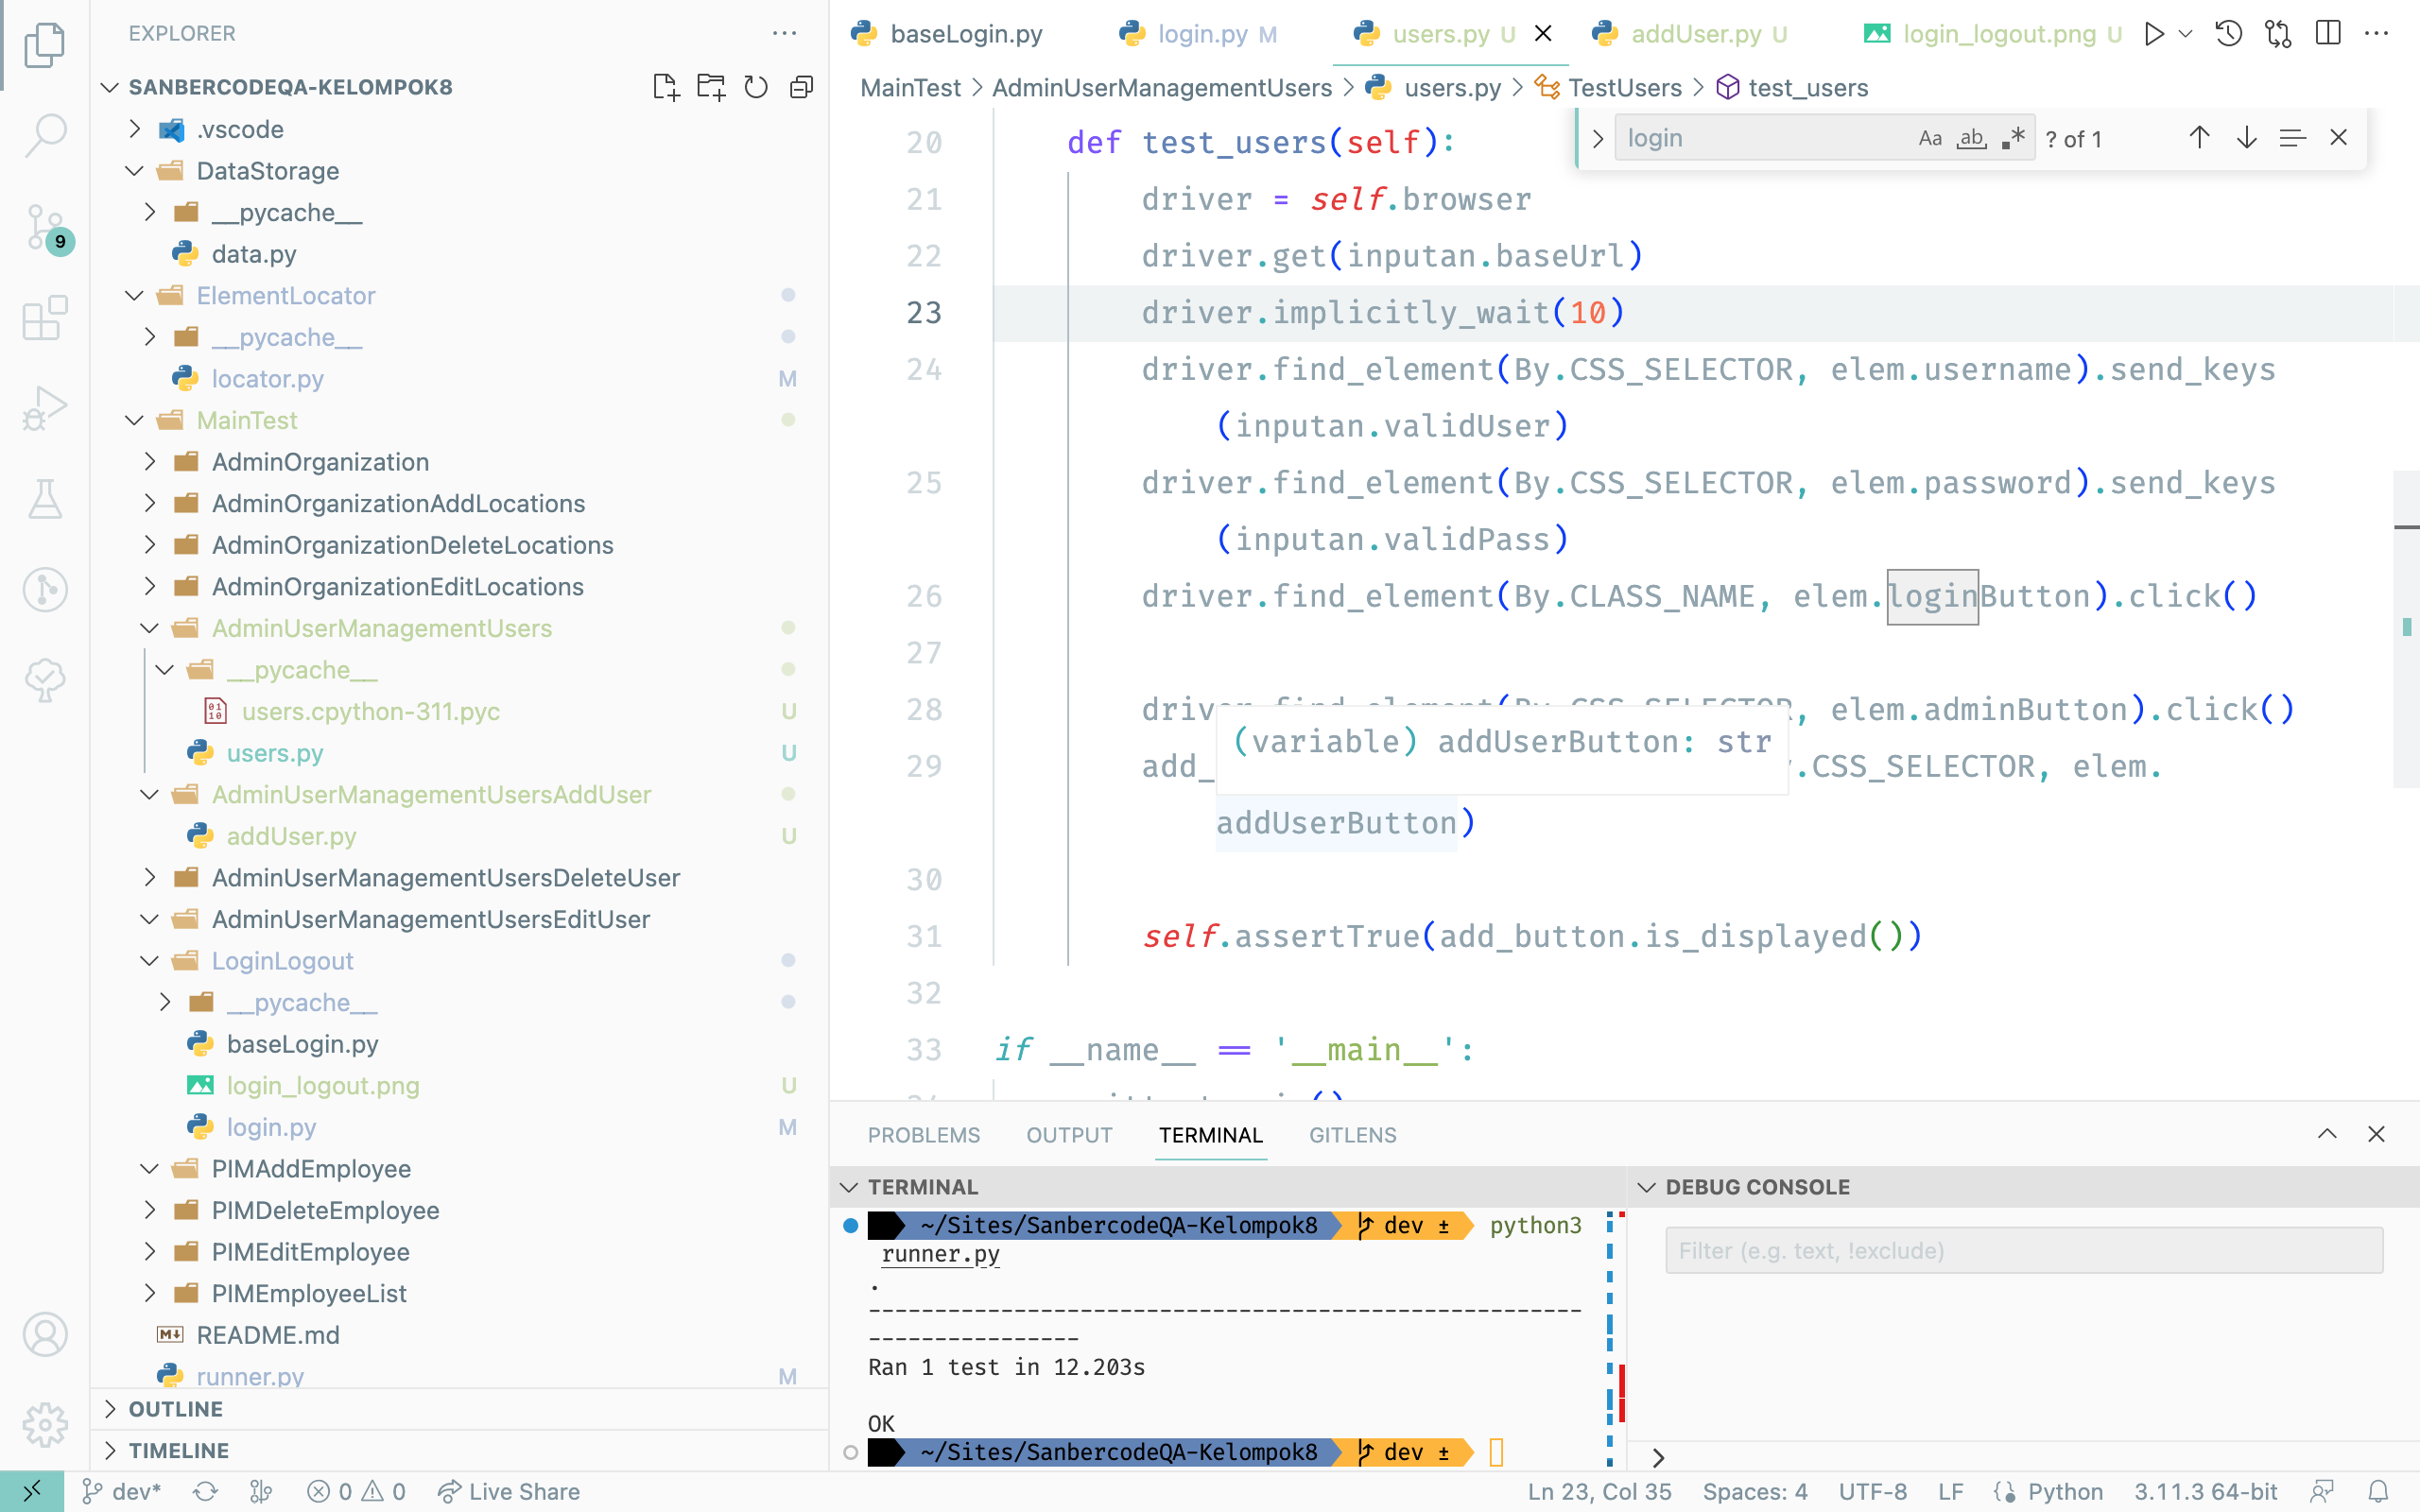 EXPLORER
SANBERCODEQA-KELOMPOK8
.vscode
DataStorage
__pycache__
data.py
ElementLocator
__pycache__
locator.py M
MainTest
AdminOrganization
AdminOrganizationAddLocations
AdminOrganizationDeleteLocations
AdminOrganizationEditLocations
AdminUserManagementUsers
__pycache__
users.cpython-311.pyc U
users.py U
AdminUserManagementUsersAddUser
addUser.py U
AdminUserManagementUsersDeleteUser
AdminUserManagementUsersEditUser
LoginLogout
__pycache__
baseLogin.py
login_logout.png U
login.py M
PIMAddEmployee
PIMDeleteEmployee
PIMEditEmployee
PIMEmployeeList
README.md
runner.py M
OUTLINE
TIMELINE
9
baseLogin.py login.py M users.py U addUser.py U login_logout.png U
MainTest > AdminUserManagementUsers > users.py > TestUsers > test_users
login Aa ab ? of 1
20 def test_users(self):
21 driver = self.browser
22 driver.get(inputan.baseUrl)
23 driver.implicitly_wait(10)
24 driver.find_element(By.CSS_SELECTOR, elem.username).send_keys
(inputan.validUser)
25 driver.find_element(By.CSS_SELECTOR, elem.password).send_keys
(inputan.validPass)
26 driver.find_element(By.CLASS_NAME, elem.loginButton).click()
27
28 driver.find_element(By.CSS_SELECTOR, elem.adminButton).click()
(variable) addUserButton: str
29 add_ .CSS_SELECTOR, elem.
addUserButton)
30
31 self.assertTrue(add_button.is_displayed())
32
33 if __name__ == '__main__':
PROBLEMS OUTPUT TERMINAL GITLENS
TERMINAL
~/Sites/SanbercodeQA-Kelompok8 dev ± python3
runner.py
.
------------------------------------------------------
----------------
Ran 1 test in 12.203s
OK
~/Sites/SanbercodeQA-Kelompok8 dev ±
DEBUG CONSOLE
Filter (e.g. text, !exclude)
>
dev* 0 0 Live Share Ln 23, Col 35 Spaces: 4 UTF-8 LF Python 3.11.3 64-bit